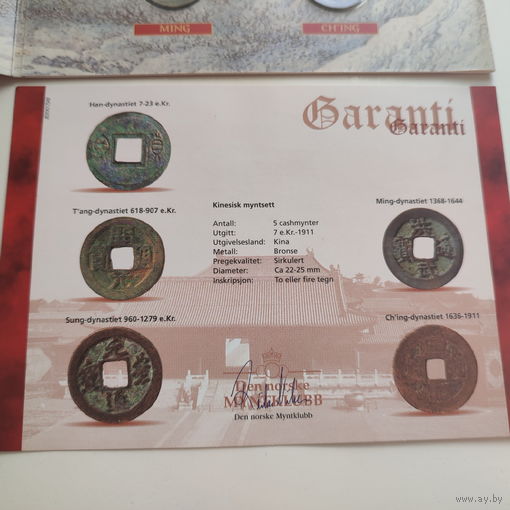 MING
CH'ING
Garanti
Garanti
Han-dynastiet 7-23 e.Kr.
T'ang-dynastiet 618-907 e.Kr.
Sung-dynastiet 960-1279 e.Kr.
Kinesisk myntsett
Antall: 5 cashmynter
Utgitt: 7 e.Kr.-1911
Utgivelsesland: Kina
Metall: Bronse
Pregekvalitet: Sirkulert
Diameter: Ca 22-25 mm
Inskripsjon: To eller fire tegn
Ming-dynastiet 1368-1644
Ch'ing-dynastiet 1636-1911
Den norske
MYNTKLUBB
Den norske Myntklubb
www.ay.by